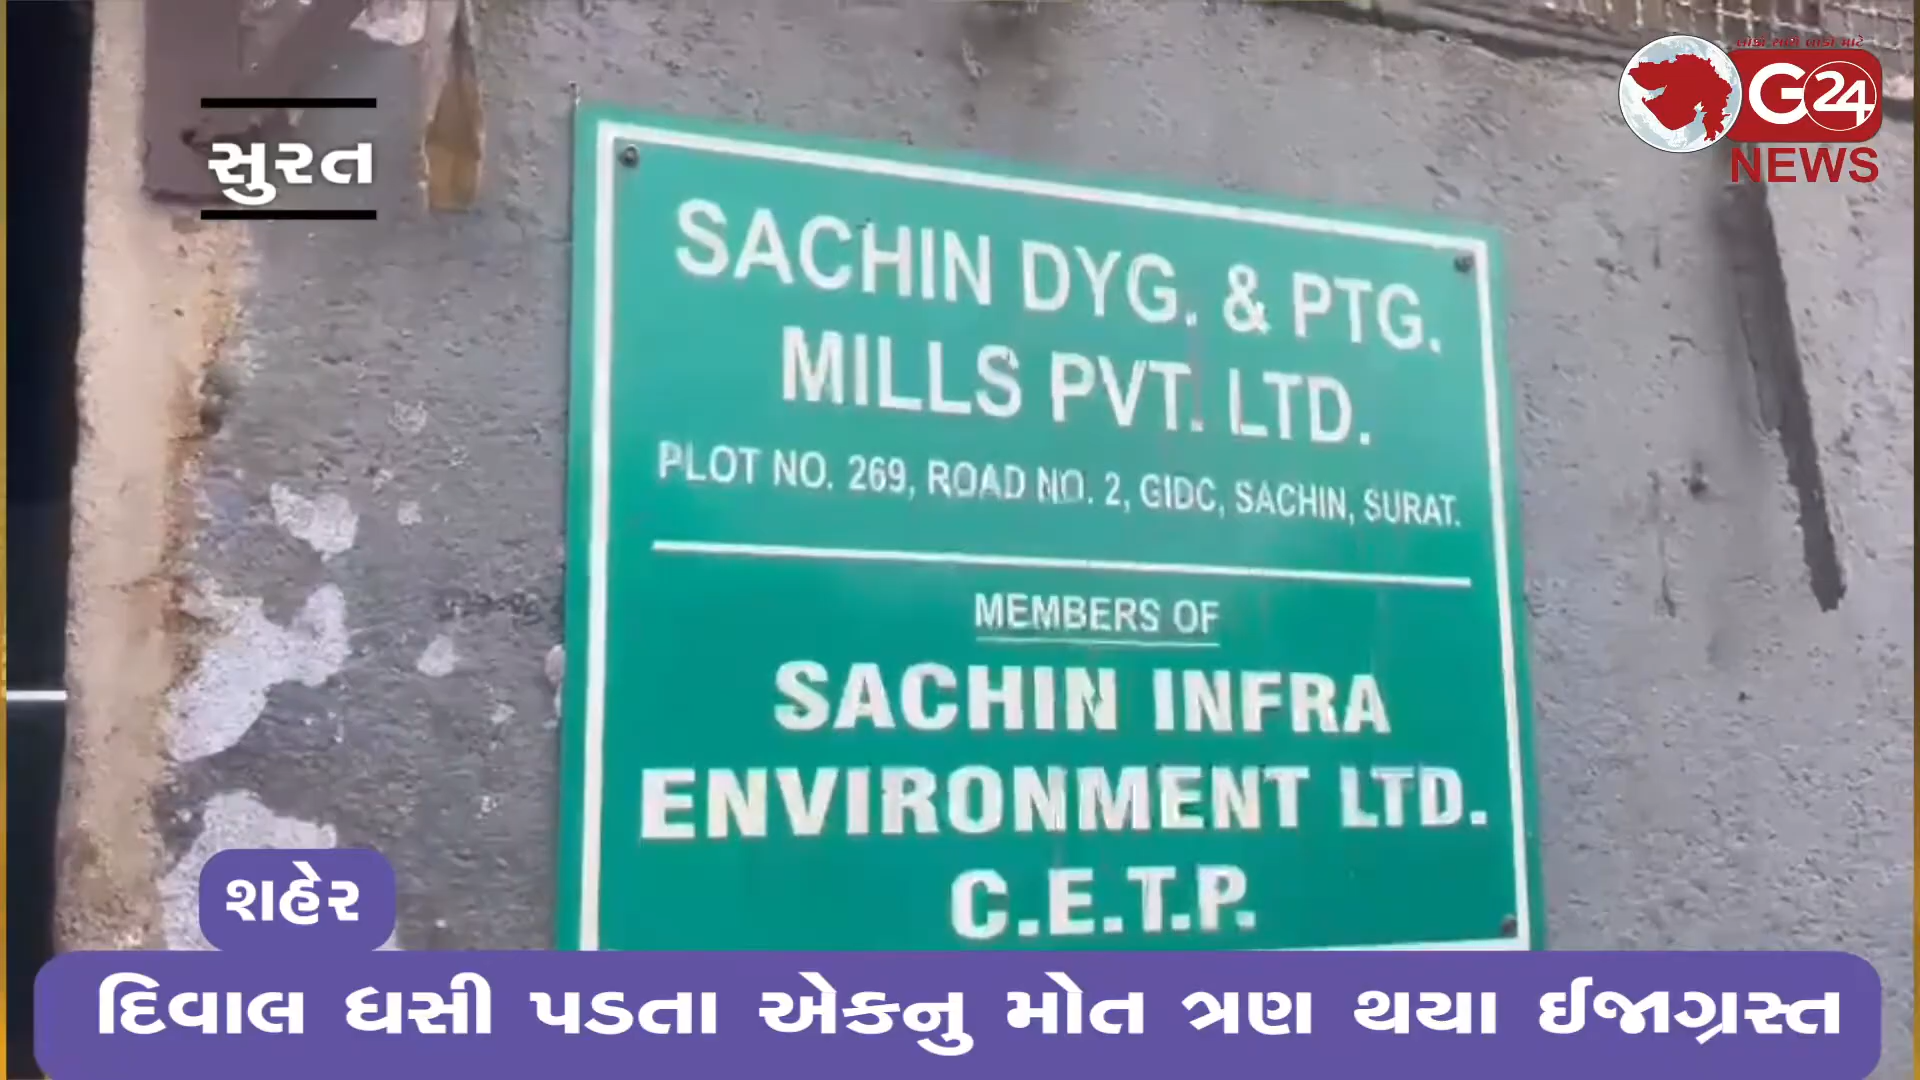 સુરત
G24
NEWS
SACHIN DYG. & PTG.
MILLS PVT. LTD.
PLOT NO. 269, ROAD NO. 2, GIDC, SACHIN, SURAT.
MEMBERS OF
SACHIN INFRA
ENVIRONMENT LTD.
C.E.T.P.
શહેર
દિવાલ ધસી પડતા એકનુ મોત ત્રણ થયા ઈજાગ્રસ્ત